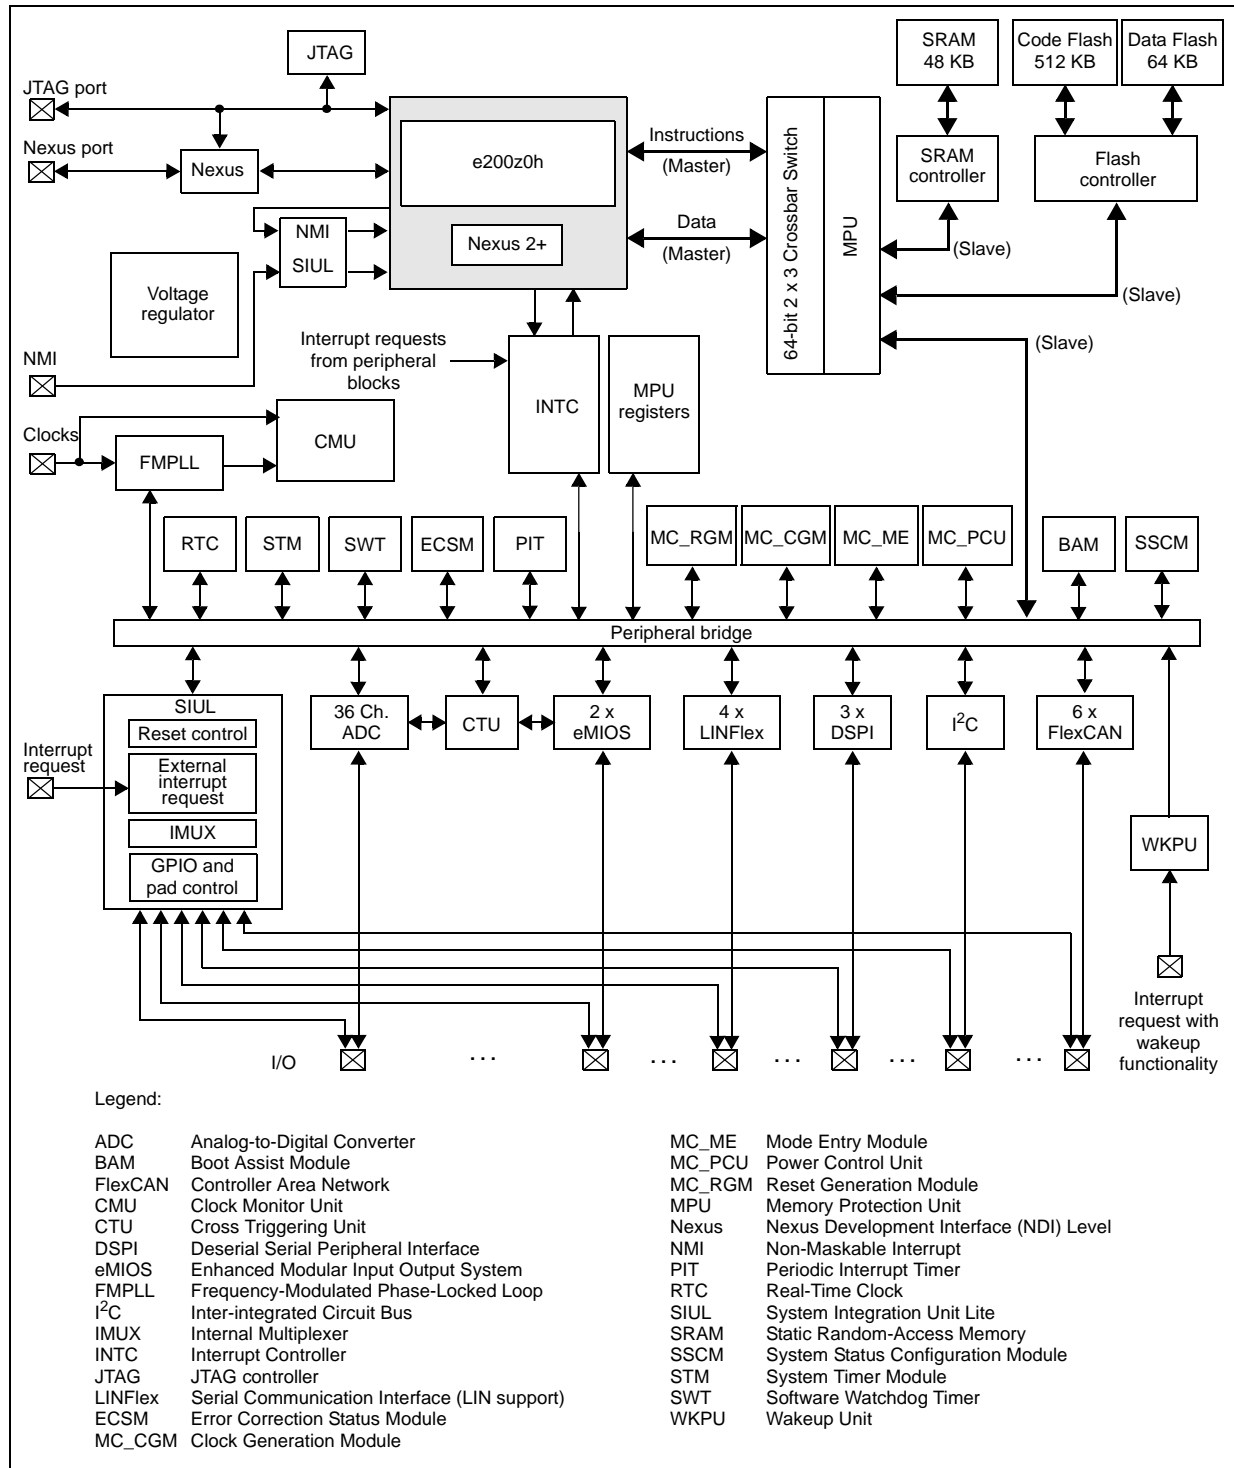 JTAG
SRAM
48 KB
Code Flash
512 KB
Data Flash
64 KB
JTAG port
Nexus port
Nexus
e200z0h
Nexus 2+
NMI
SIUL
Voltage
regulator
NMI
Instructions
(Master)
Data
(Master)
64-bit 2 x 3 Crossbar Switch
MPU
SRAM
controller
Flash
controller
(Slave)
(Slave)
(Slave)
Interrupt requests
from peripheral
blocks
INTC
MPU
registers
Clocks
FMPLL
CMU
RTC
STM
SWT
ECSM
PIT
MC_RGM
MC_CGM
MC_ME
MC_PCU
BAM
SSCM
Peripheral bridge
SIUL
Reset control
External
interrupt
request
IMUX
GPIO and
pad control
Interrupt
request
36 Ch.
ADC
CTU
2 x
eMIOS
4 x
LINFlex
3 x
DSPI
I2C
6 x
FlexCAN
WKPU
Interrupt
request with
wakeup
functionality
I/O
. . .
. . .
. . .
. . .
. . .
Legend:
ADC Analog-to-Digital Converter
BAM Boot Assist Module
FlexCAN Controller Area Network
CMU Clock Monitor Unit
CTU Cross Triggering Unit
DSPI Deserial Serial Peripheral Interface
eMIOS Enhanced Modular Input Output System
FMPLL Frequency-Modulated Phase-Locked Loop
I2C Inter-integrated Circuit Bus
IMUX Internal Multiplexer
INTC Interrupt Controller
JTAG JTAG controller
LINFlex Serial Communication Interface (LIN support)
ECSM Error Correction Status Module
MC_CGM Clock Generation Module
MC_ME Mode Entry Module
MC_PCU Power Control Unit
MC_RGM Reset Generation Module
MPU Memory Protection Unit
Nexus Nexus Development Interface (NDI) Level
NMI Non-Maskable Interrupt
PIT Periodic Interrupt Timer
RTC Real-Time Clock
SIUL System Integration Unit Lite
SRAM Static Random-Access Memory
SSCM System Status Configuration Module
STM System Timer Module
SWT Software Watchdog Timer
WKPU Wakeup Unit